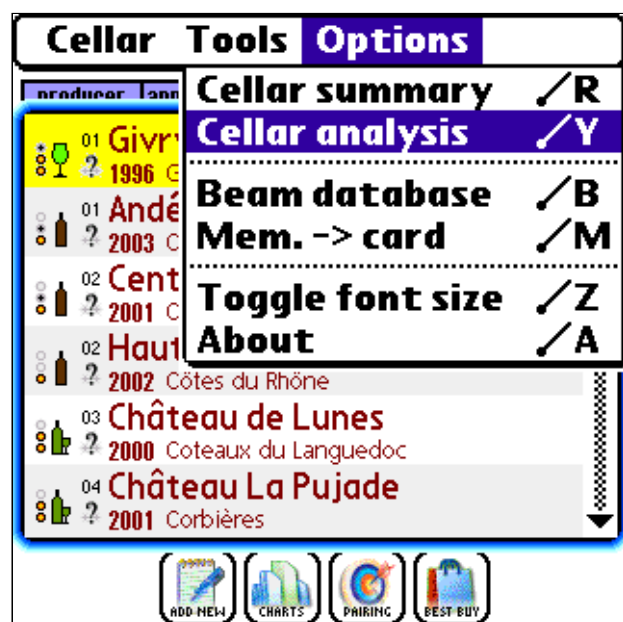 Cellar Tools Options
producer
Cellar summary /R
Cellar analysis /Y
Beam database /B
Mem. -> card /M
Toggle font size /Z
About /A
01 Givry
1996
01 Andé
2003 C
02 Cent
2001 C
02 Haut
2002 Côtes du Rhône
03 Château de Lunes
2000 Coteaux du Languedoc
04 Château La Pujade
2001 Corbières
ADD NEW CHARTS PAIRING BEST BUY